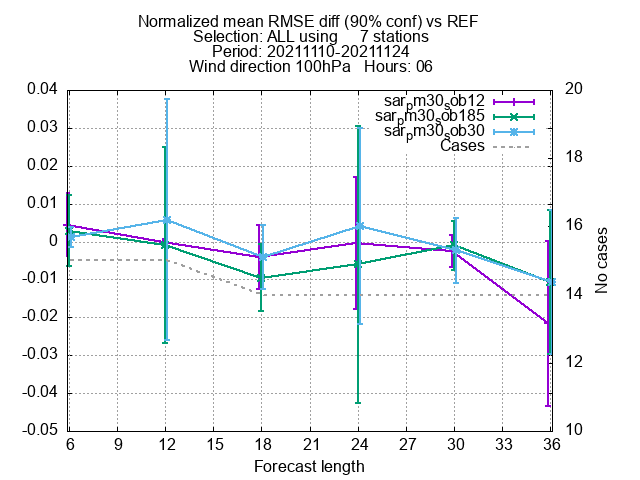 Normalized mean RMSE diff (90% conf) vs REF
Selection: ALL using 7 stations
Period: 20211110-20211124
Wind direction 100hPa Hours: 06
0.04 20
sar_pm30_sob12
0.03
sar_pm30_sob185
sar_pm30_sob30
Cases
0.02 18
0.01
0 16
No cases
-0.01
14
-0.02
-0.03 12
-0.04
-0.05 10
6 9 12 15 18 21 24 27 30 33 36
Forecast length